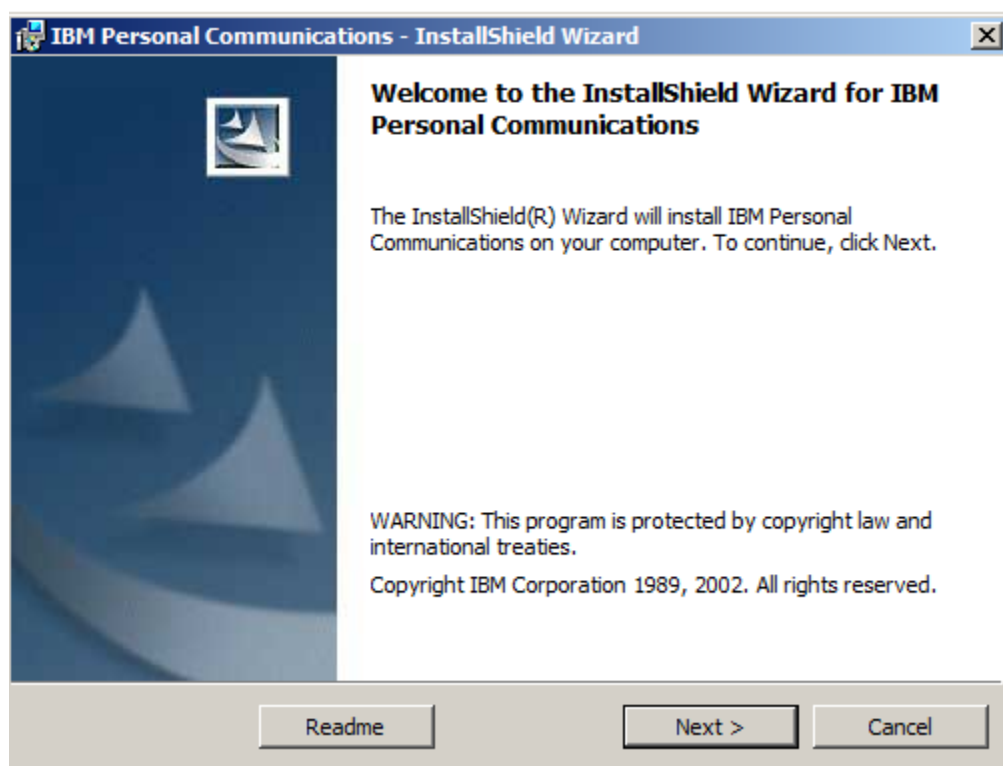 IBM Personal Communications - InstallShield Wizard
Welcome to the InstallShield Wizard for IBM
Personal Communications
The InstallShield(R) Wizard will install IBM Personal
Communications on your computer. To continue, click Next.
WARNING: This program is protected by copyright law and
international treaties.
Copyright IBM Corporation 1989, 2002. All rights reserved.
Readme
Next >
Cancel